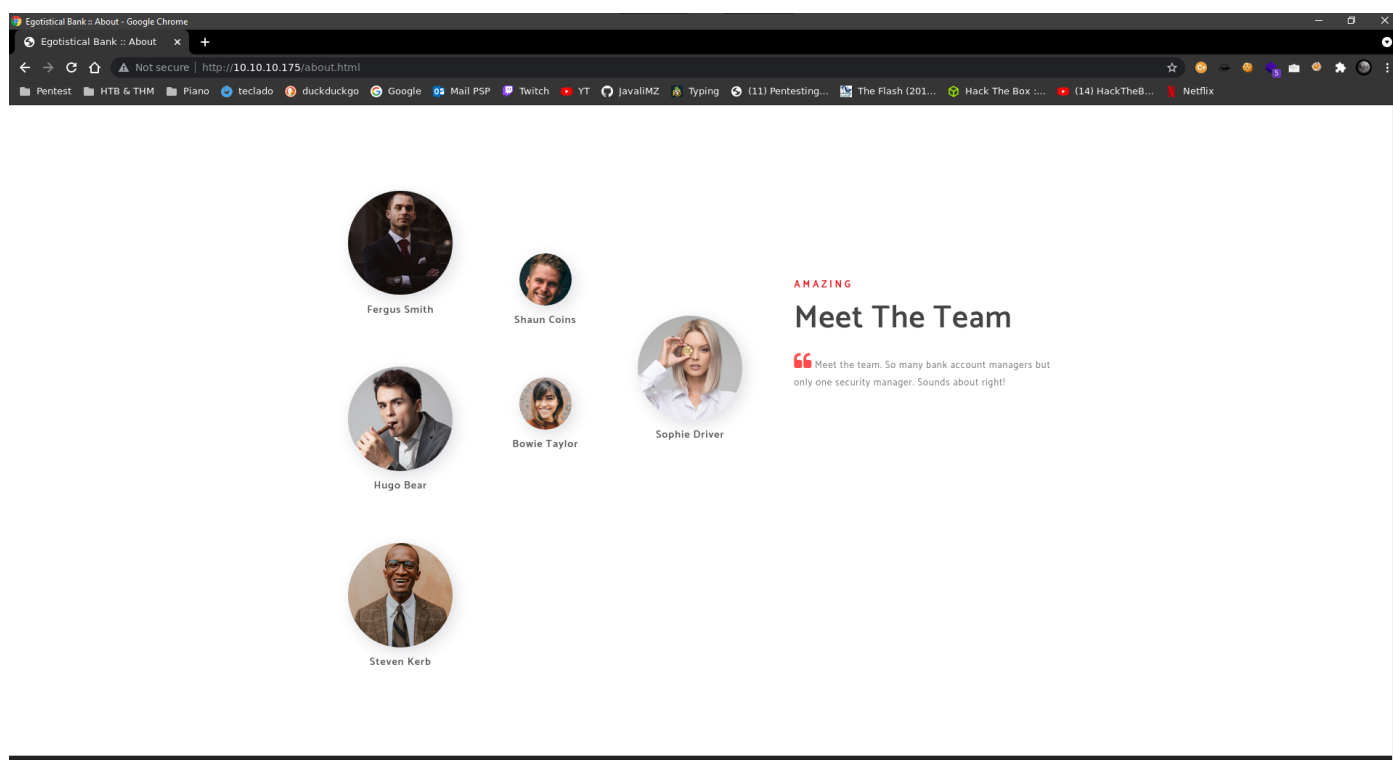 Egotistical Bank :: About - Google Chrome
Egotistical Bank :: About
Not secure | http://10.10.10.175/about.html
5
Pentest HTB & THM Piano teclado duckduckgo Google Mail PSP Twitch YT JavaliMZ Typing (11) Pentesting... The Flash (201... Hack The Box :... (14) HackTheB... Netflix
Fergus Smith
Shaun Coins
Hugo Bear
Bowie Taylor
Sophie Driver
Steven Kerb
AMAZING
Meet The Team
❝ Meet the team. So many bank account managers but
only one security manager. Sounds about right!